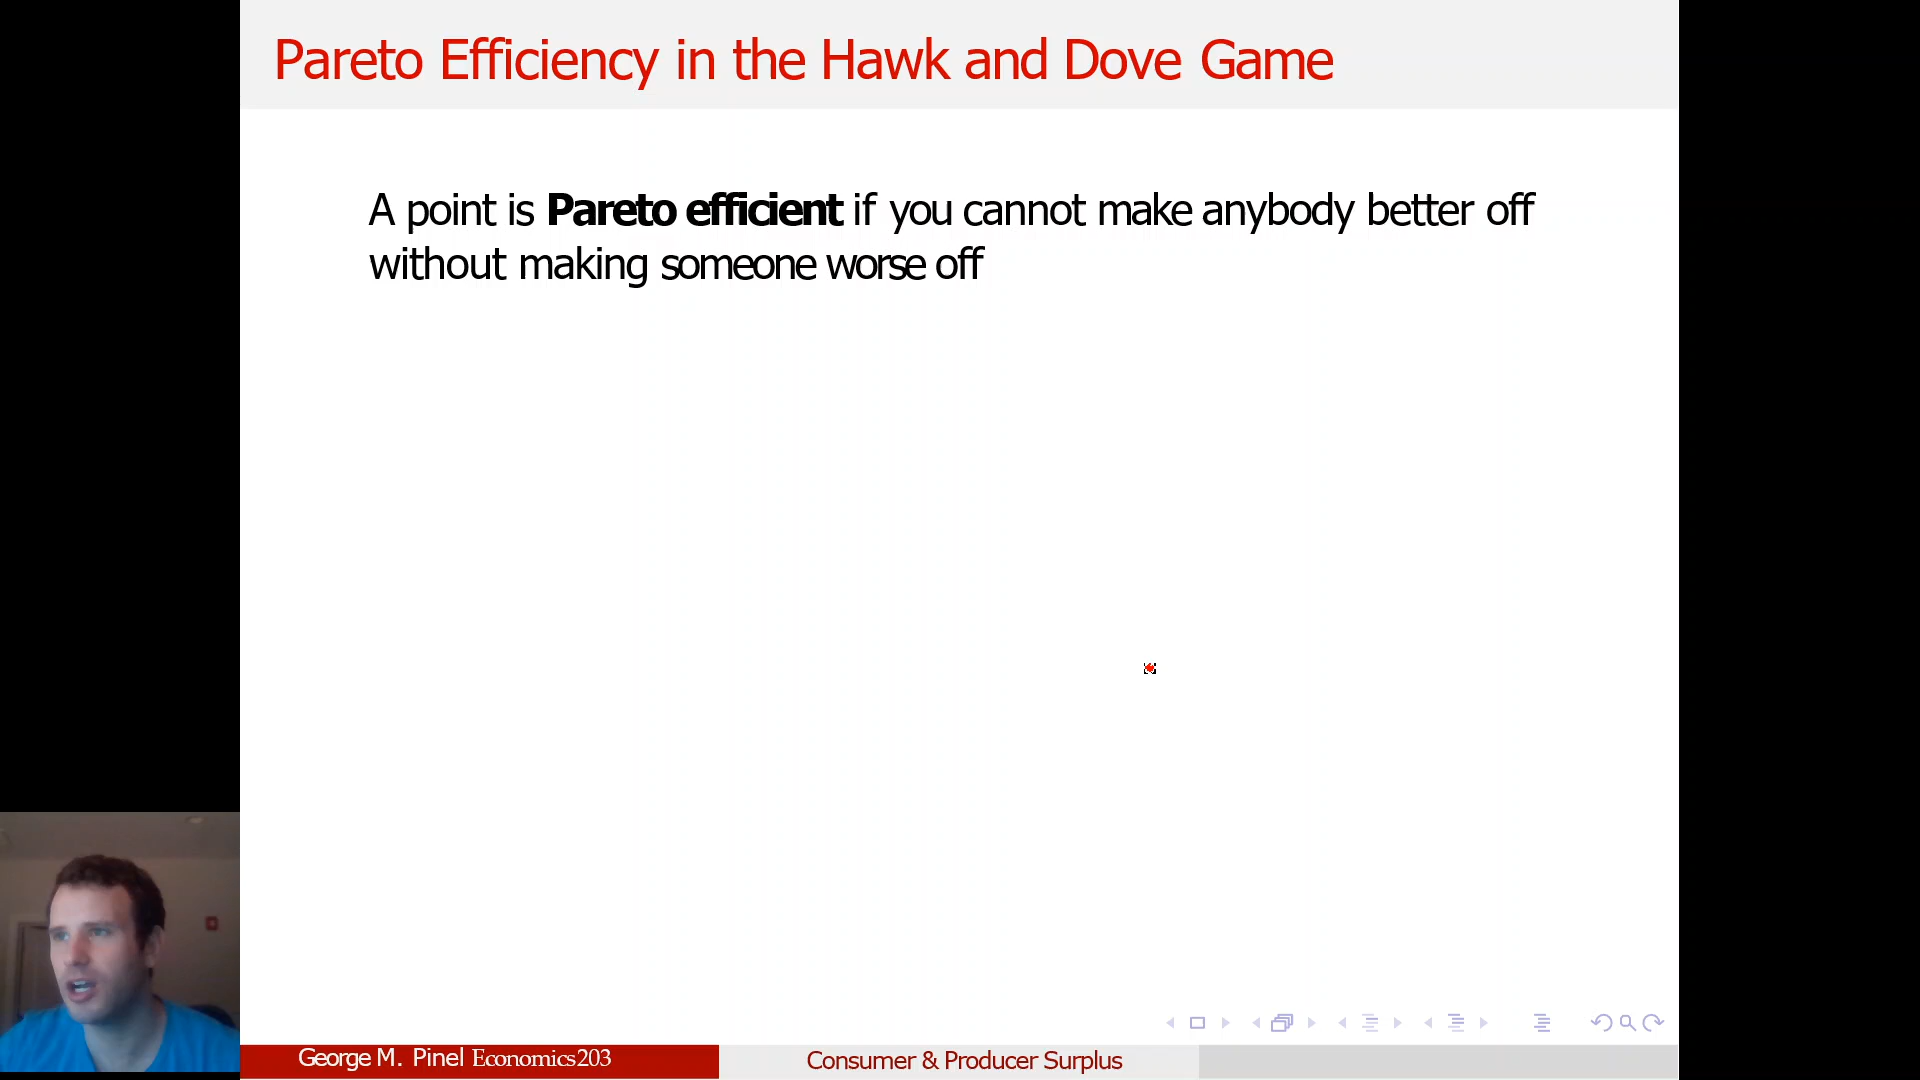 Pareto Efficiency in the Hawk and Dove Game
A point is Pareto efficient if you cannot make anybody better off
without making someone worse off
George M. Pinel Economics203
Consumer & Producer Surplus